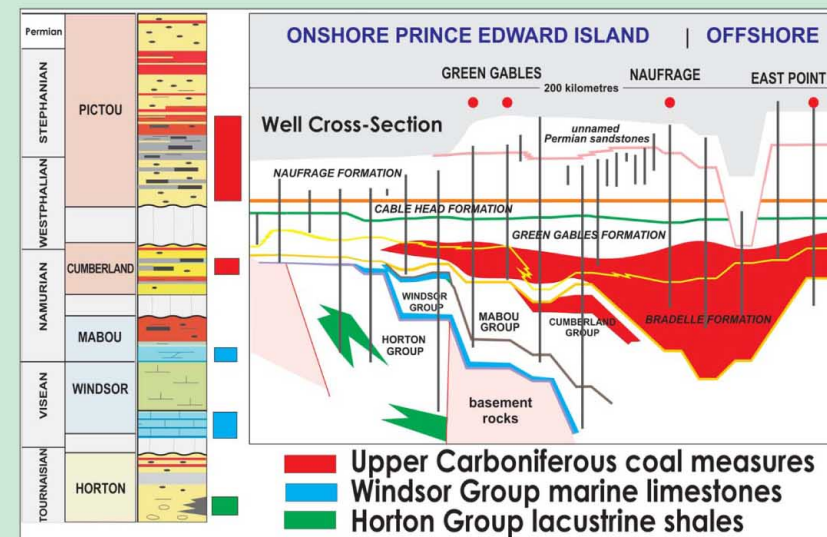 Permian
STEPHANIAN
WESTPHALIAN
NAMURIAN
VISEAN
TOURNAISIAN
PICTOU
CUMBERLAND
MABOU
WINDSOR
HORTON
ONSHORE PRINCE EDWARD ISLAND | OFFSHORE
GREEN GABLES
NAUFRAGE
EAST POINT
200 kilometres
Well Cross-Section
unnamed
Permian sandstones
NAUFRAGE FORMATION
CABLE HEAD FORMATION
GREEN GABLES FORMATION
WINDSOR
GROUP
HORTON
GROUP
MABOU
GROUP
CUMBERLAND
GROUP
BRADELLE FORMATION
basement
rocks
Upper Carboniferous coal measures
Windsor Group marine limestones
Horton Group lacustrine shales